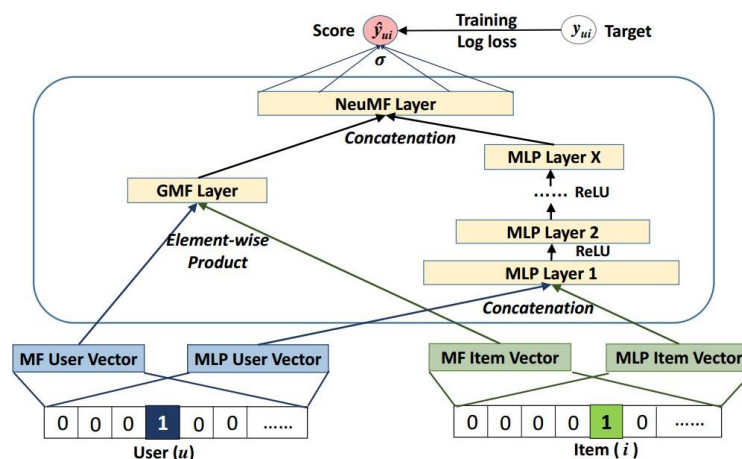 Training
Score ŷui yui Target
Log loss
σ
NeuMF Layer
Concatenation
MLP Layer X
GMF Layer
...... ReLU
Element-wise
Product
MLP Layer 2
ReLU
MLP Layer 1
Concatenation
MF User Vector MLP User Vector MF Item Vector MLP Item Vector
0 0 0 1 0 0 ...... 0 0 0 0 1 0 ......
User (u) Item (i)